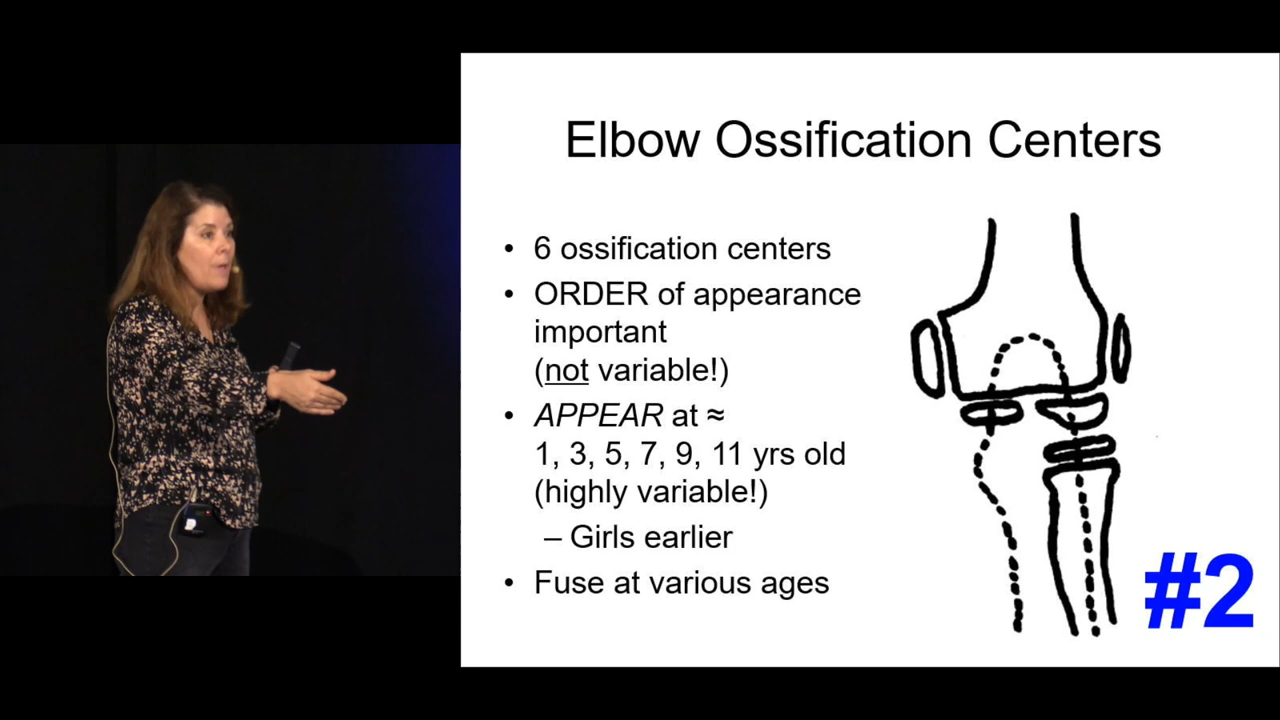 Elbow Ossification Centers
• 6 ossification centers
• ORDER of appearance
important
(not variable!)
• APPEAR at ≈
1, 3, 5, 7, 9, 11 yrs old
(highly variable!)
– Girls earlier
• Fuse at various ages
#2